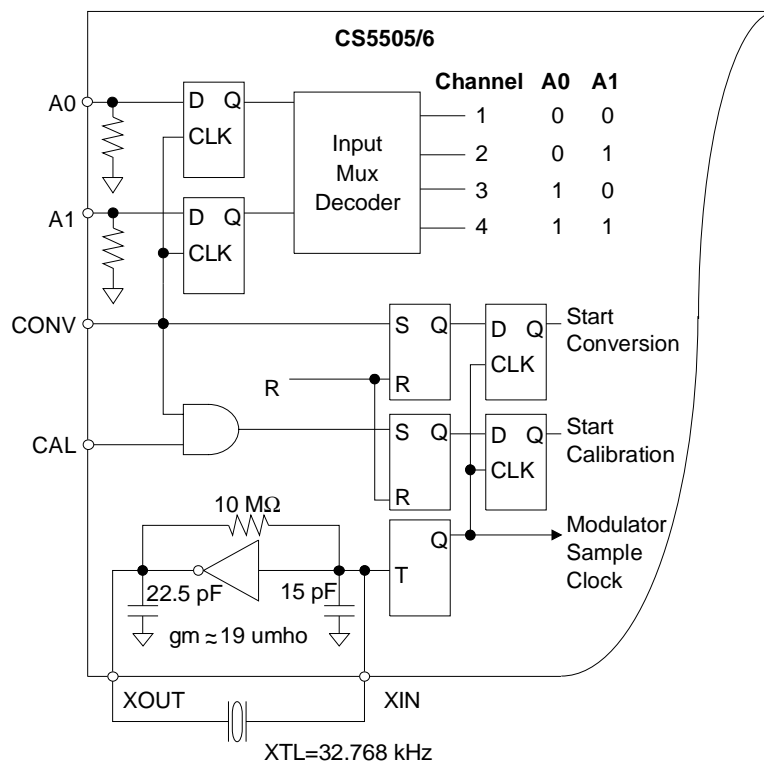 CS5505/6
Channel A0 A1
1 0 0
2 0 1
3 1 0
4 1 1
A0
D Q
CLK
Input
Mux
Decoder
A1
D Q
CLK
CONV
S Q
R
D Q
CLK
Start
Conversion
R
CAL
S Q
R
D Q
CLK
Start
Calibration
10 MΩ
T Q
Modulator
Sample
Clock
22.5 pF
15 pF
gm ≈ 19 umho
XOUT
XIN
XTL=32.768 kHz